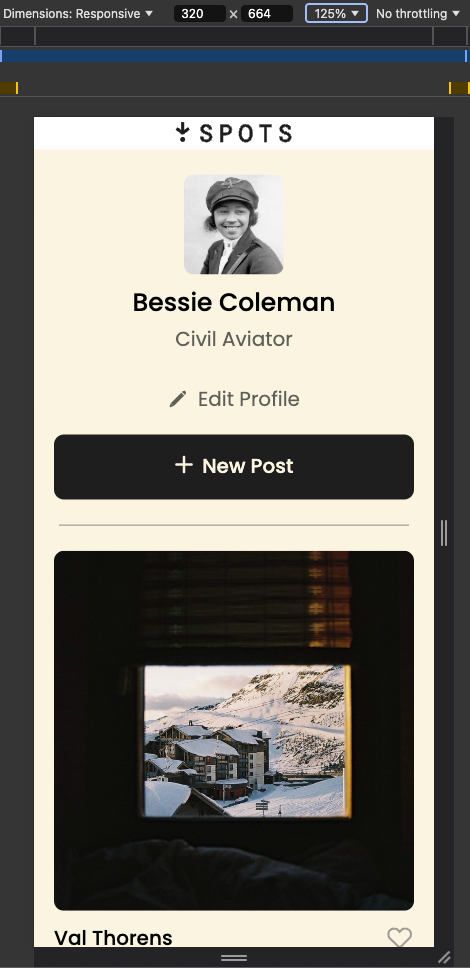 Dimensions: Responsive 320 × 664 125% No throttling
SPOTS
Bessie Coleman
Civil Aviator
Edit Profile
+ New Post
Val Thorens